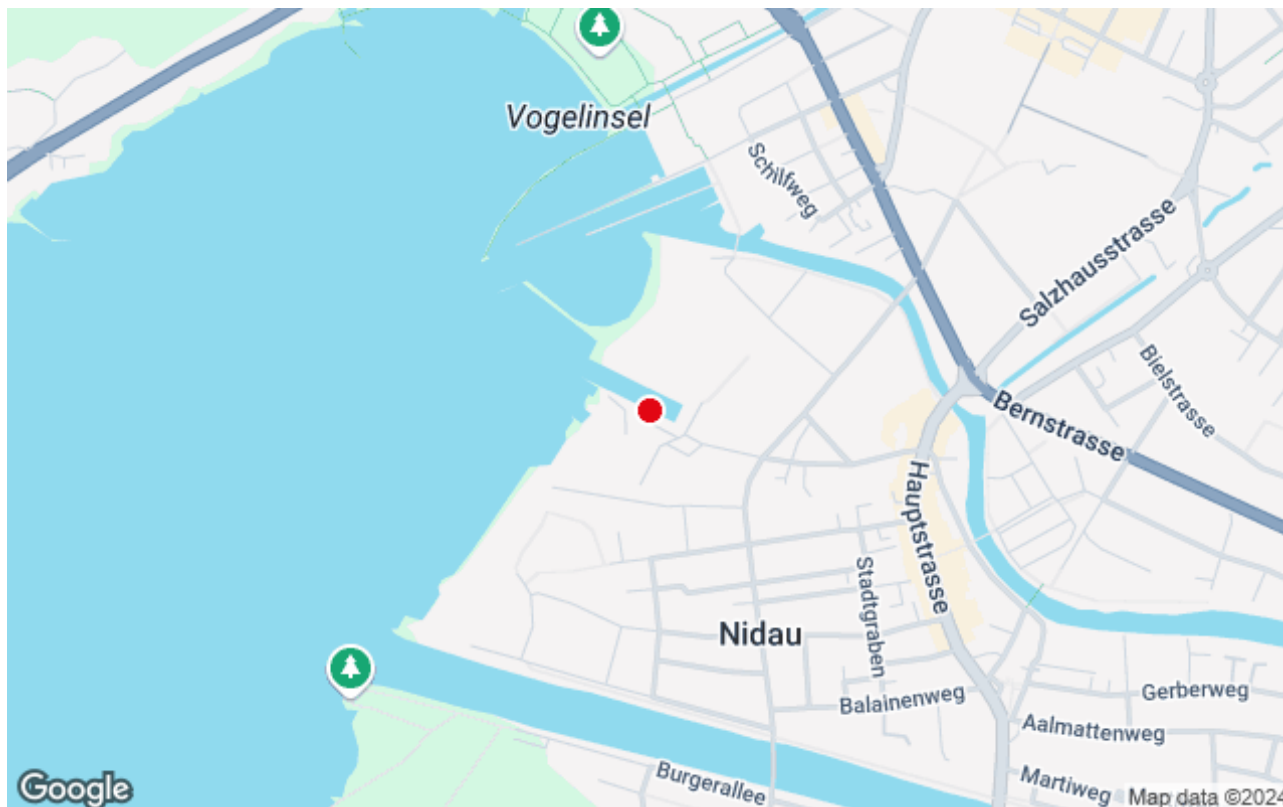 Vogelinsel
Schilfweg
Salzhausstrasse
Bielstrasse
Bernstrasse
Hauptstrasse
Stadtgraben
Nidau
Balainenweg
Gerberweg
Aalmattenweg
Martiweg
Burgerallee
Google
Map data ©2024